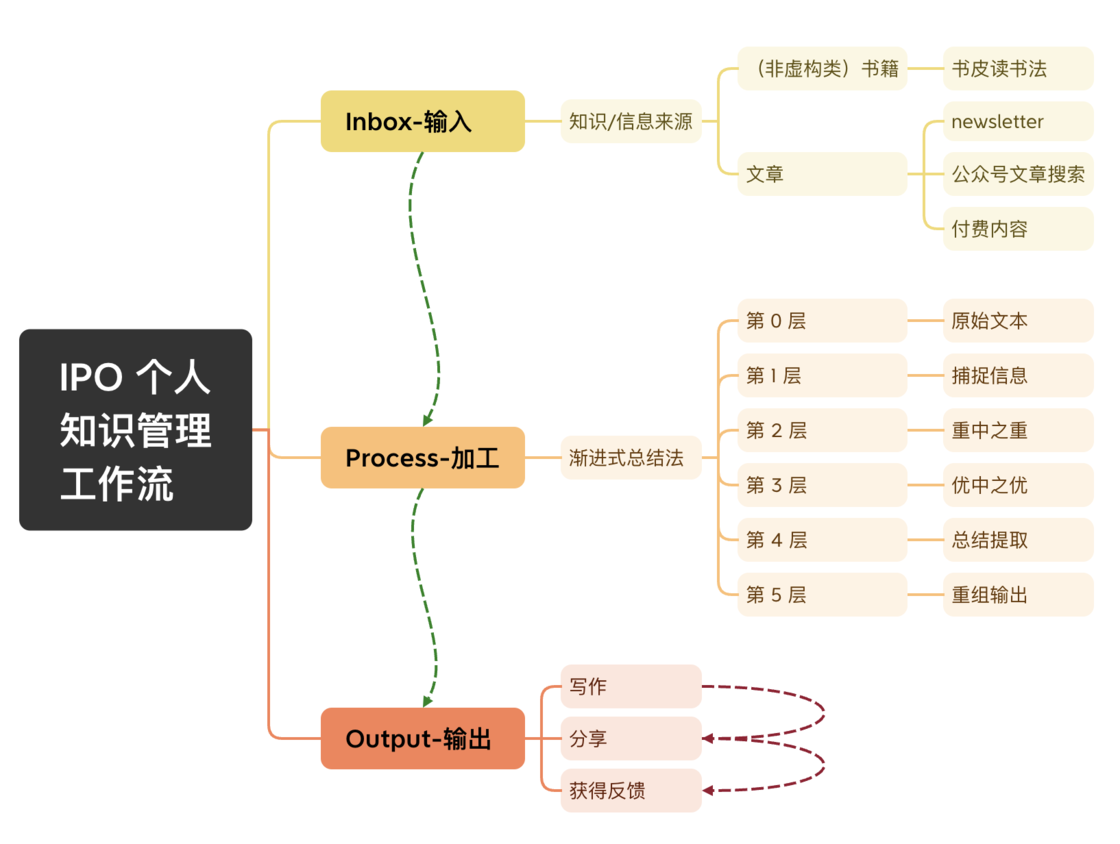 IPO 个人
知识管理
工作流
Inbox-输入
知识/信息来源
（非虚构类）书籍
书皮读书法
文章
newsletter
公众号文章搜索
付费内容
Process-加工
渐进式总结法
第 0 层
原始文本
第 1 层
捕捉信息
第 2 层
重中之重
第 3 层
优中之优
第 4 层
总结提取
第 5 层
重组输出
Output-输出
写作
分享
获得反馈